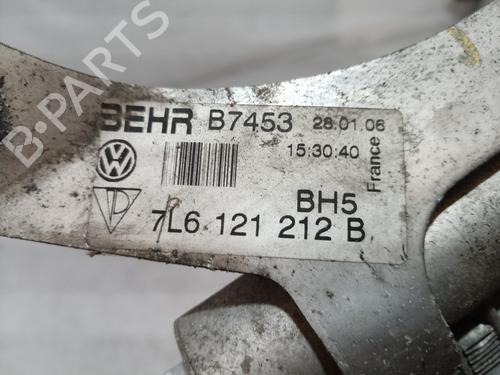 B-PARTS
BEHR B7453 28.01.06
15:30:40
France
BH5
7L6 121 212 B